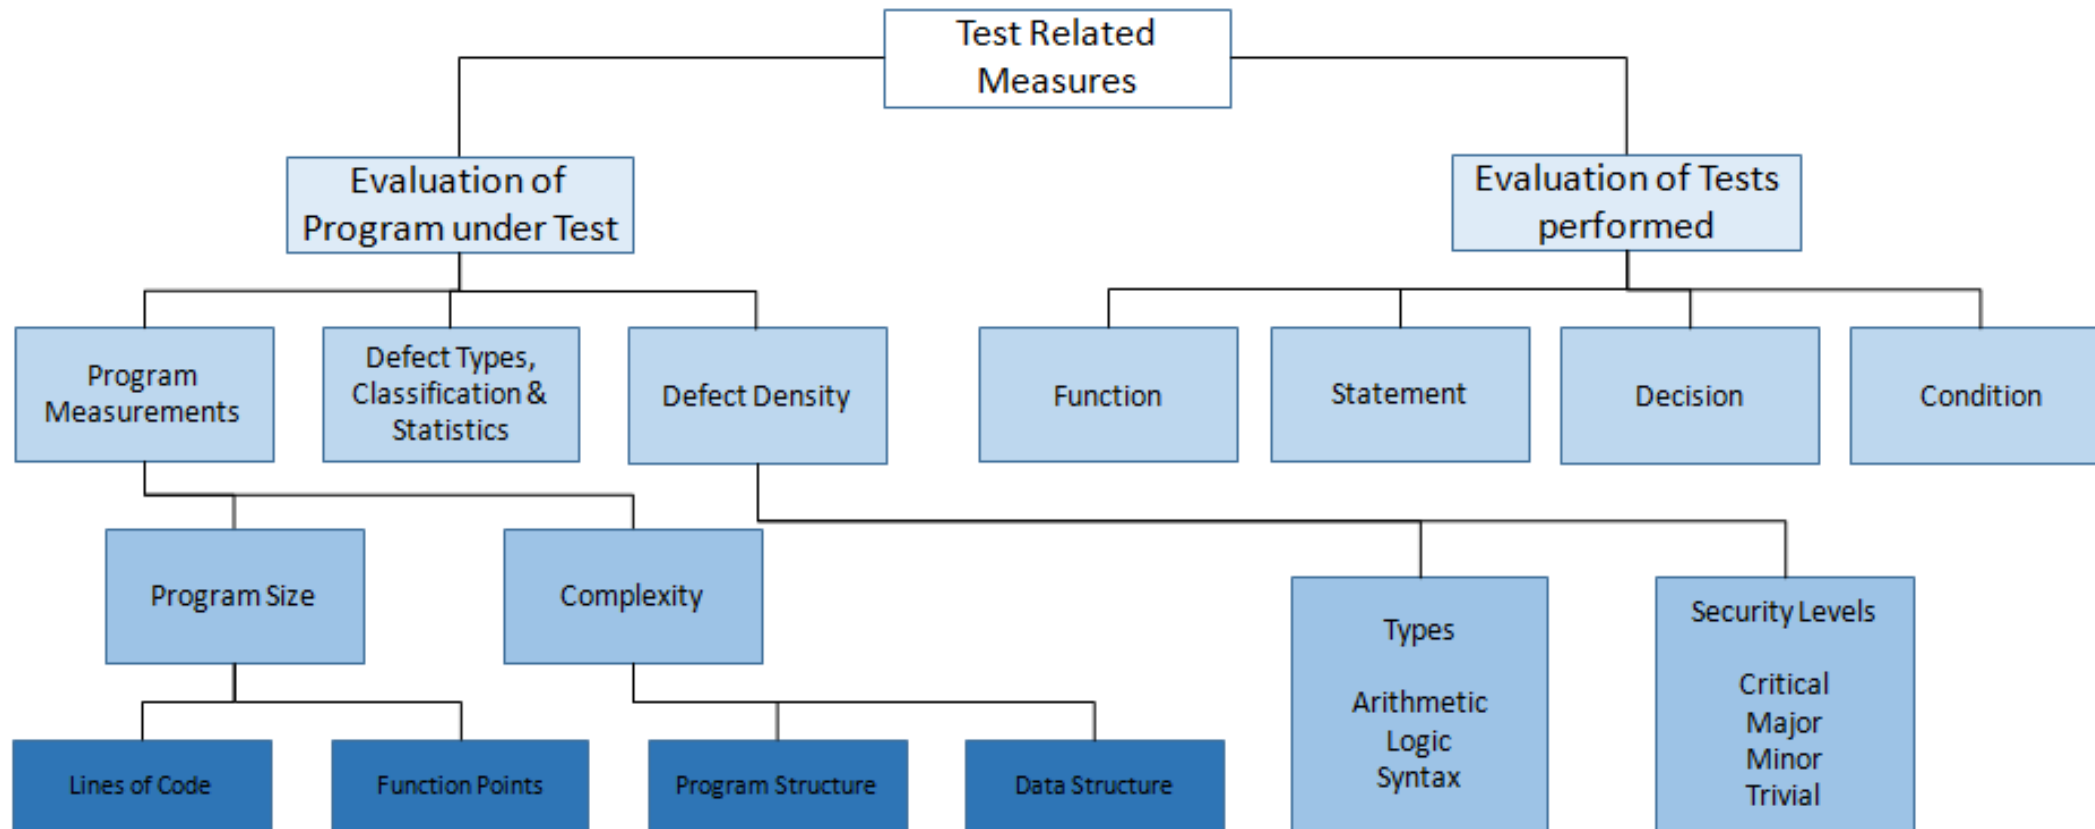 Test Related
Measures
Evaluation of
Program under Test
Evaluation of Tests
performed
Program
Measurements
Defect Types,
Classification &
Statistics
Defect Density
Function
Statement
Decision
Condition
Program Size
Complexity
Types
Arithmetic
Logic
Syntax
Security Levels
Critical
Major
Minor
Trivial
Lines of Code
Function Points
Program Structure
Data Structure